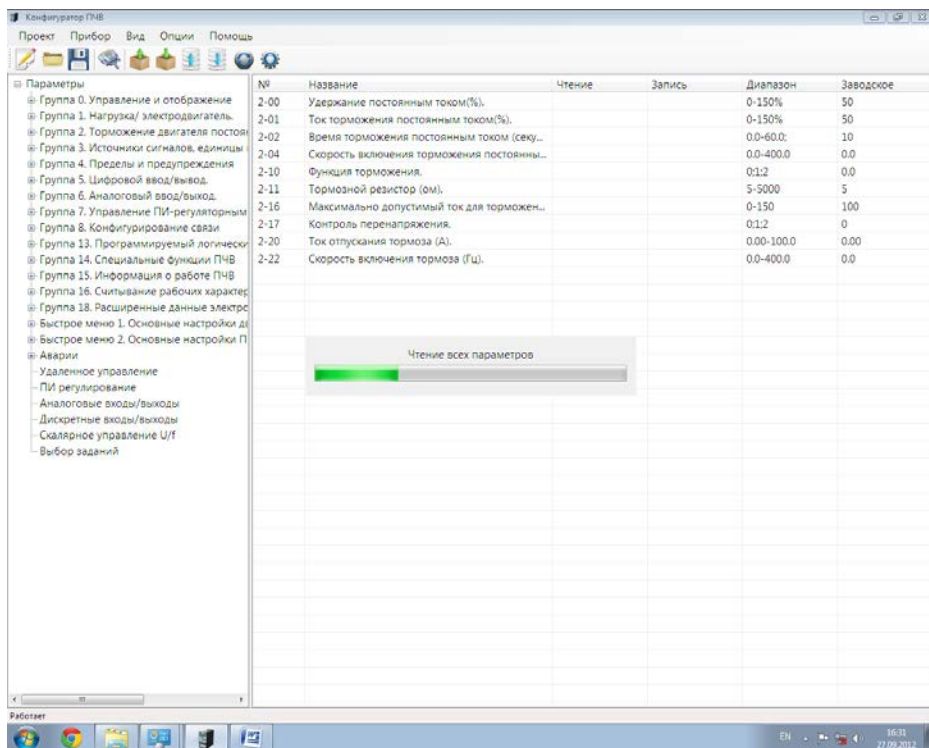 Конфигуратор ПЧВ
Проект Прибор Вид Опции Помощь
Параметры
Группа 0. Управление и отображение
Группа 1. Нагрузка/ электродвигатель.
Группа 2. Торможение двигателя постоян
Группа 3. Источники сигналов, единицы
Группа 4. Пределы и предупреждения
Группа 5. Цифровой ввод/вывод.
Группа 6. Аналоговый ввод/выход.
Группа 7. Управление ПИ-регуляторным
Группа 8. Конфигурирование связи
Группа 13. Программируемый логически
Группа 14. Специальные функции ПЧВ
Группа 15. Информация о работе ПЧВ
Группа 16. Считывание рабочих характер
Группа 18. Расширенные данные электро
Быстрое меню 1. Основные настройки дв
Быстрое меню 2. Основные настройки П
Аварии
Удаленное управление
ПИ регулирование
Аналоговые входы/выходы
Дискретные входы/выходы
Скалярное управление U/f
Выбор заданий
№ Название Чтение Запись Диапазон Заводское
2-00 Удержание постоянным током(%). 0-150% 50
2-01 Ток торможения постоянным током(%). 0-150% 50
2-02 Время торможения постоянным током (секу... 0.0-60.0; 10
2-04 Скорость включения торможения постоянны... 0.0-400.0 0.0
2-10 Функция торможения. 0;1;2 0.0
2-11 Тормозной резистор (ом). 5-5000 5
2-16 Максимально допустимый ток для торможен... 0-150 100
2-17 Контроль перенапряжения. 0;1;2 0
2-20 Ток отпускания тормоза (А). 0.00-100.0 0.00
2-22 Скорость включения тормоза (Гц). 0.0-400.0 0.0
Чтение всех параметров
Работает
EN 16:31
27.09.2012